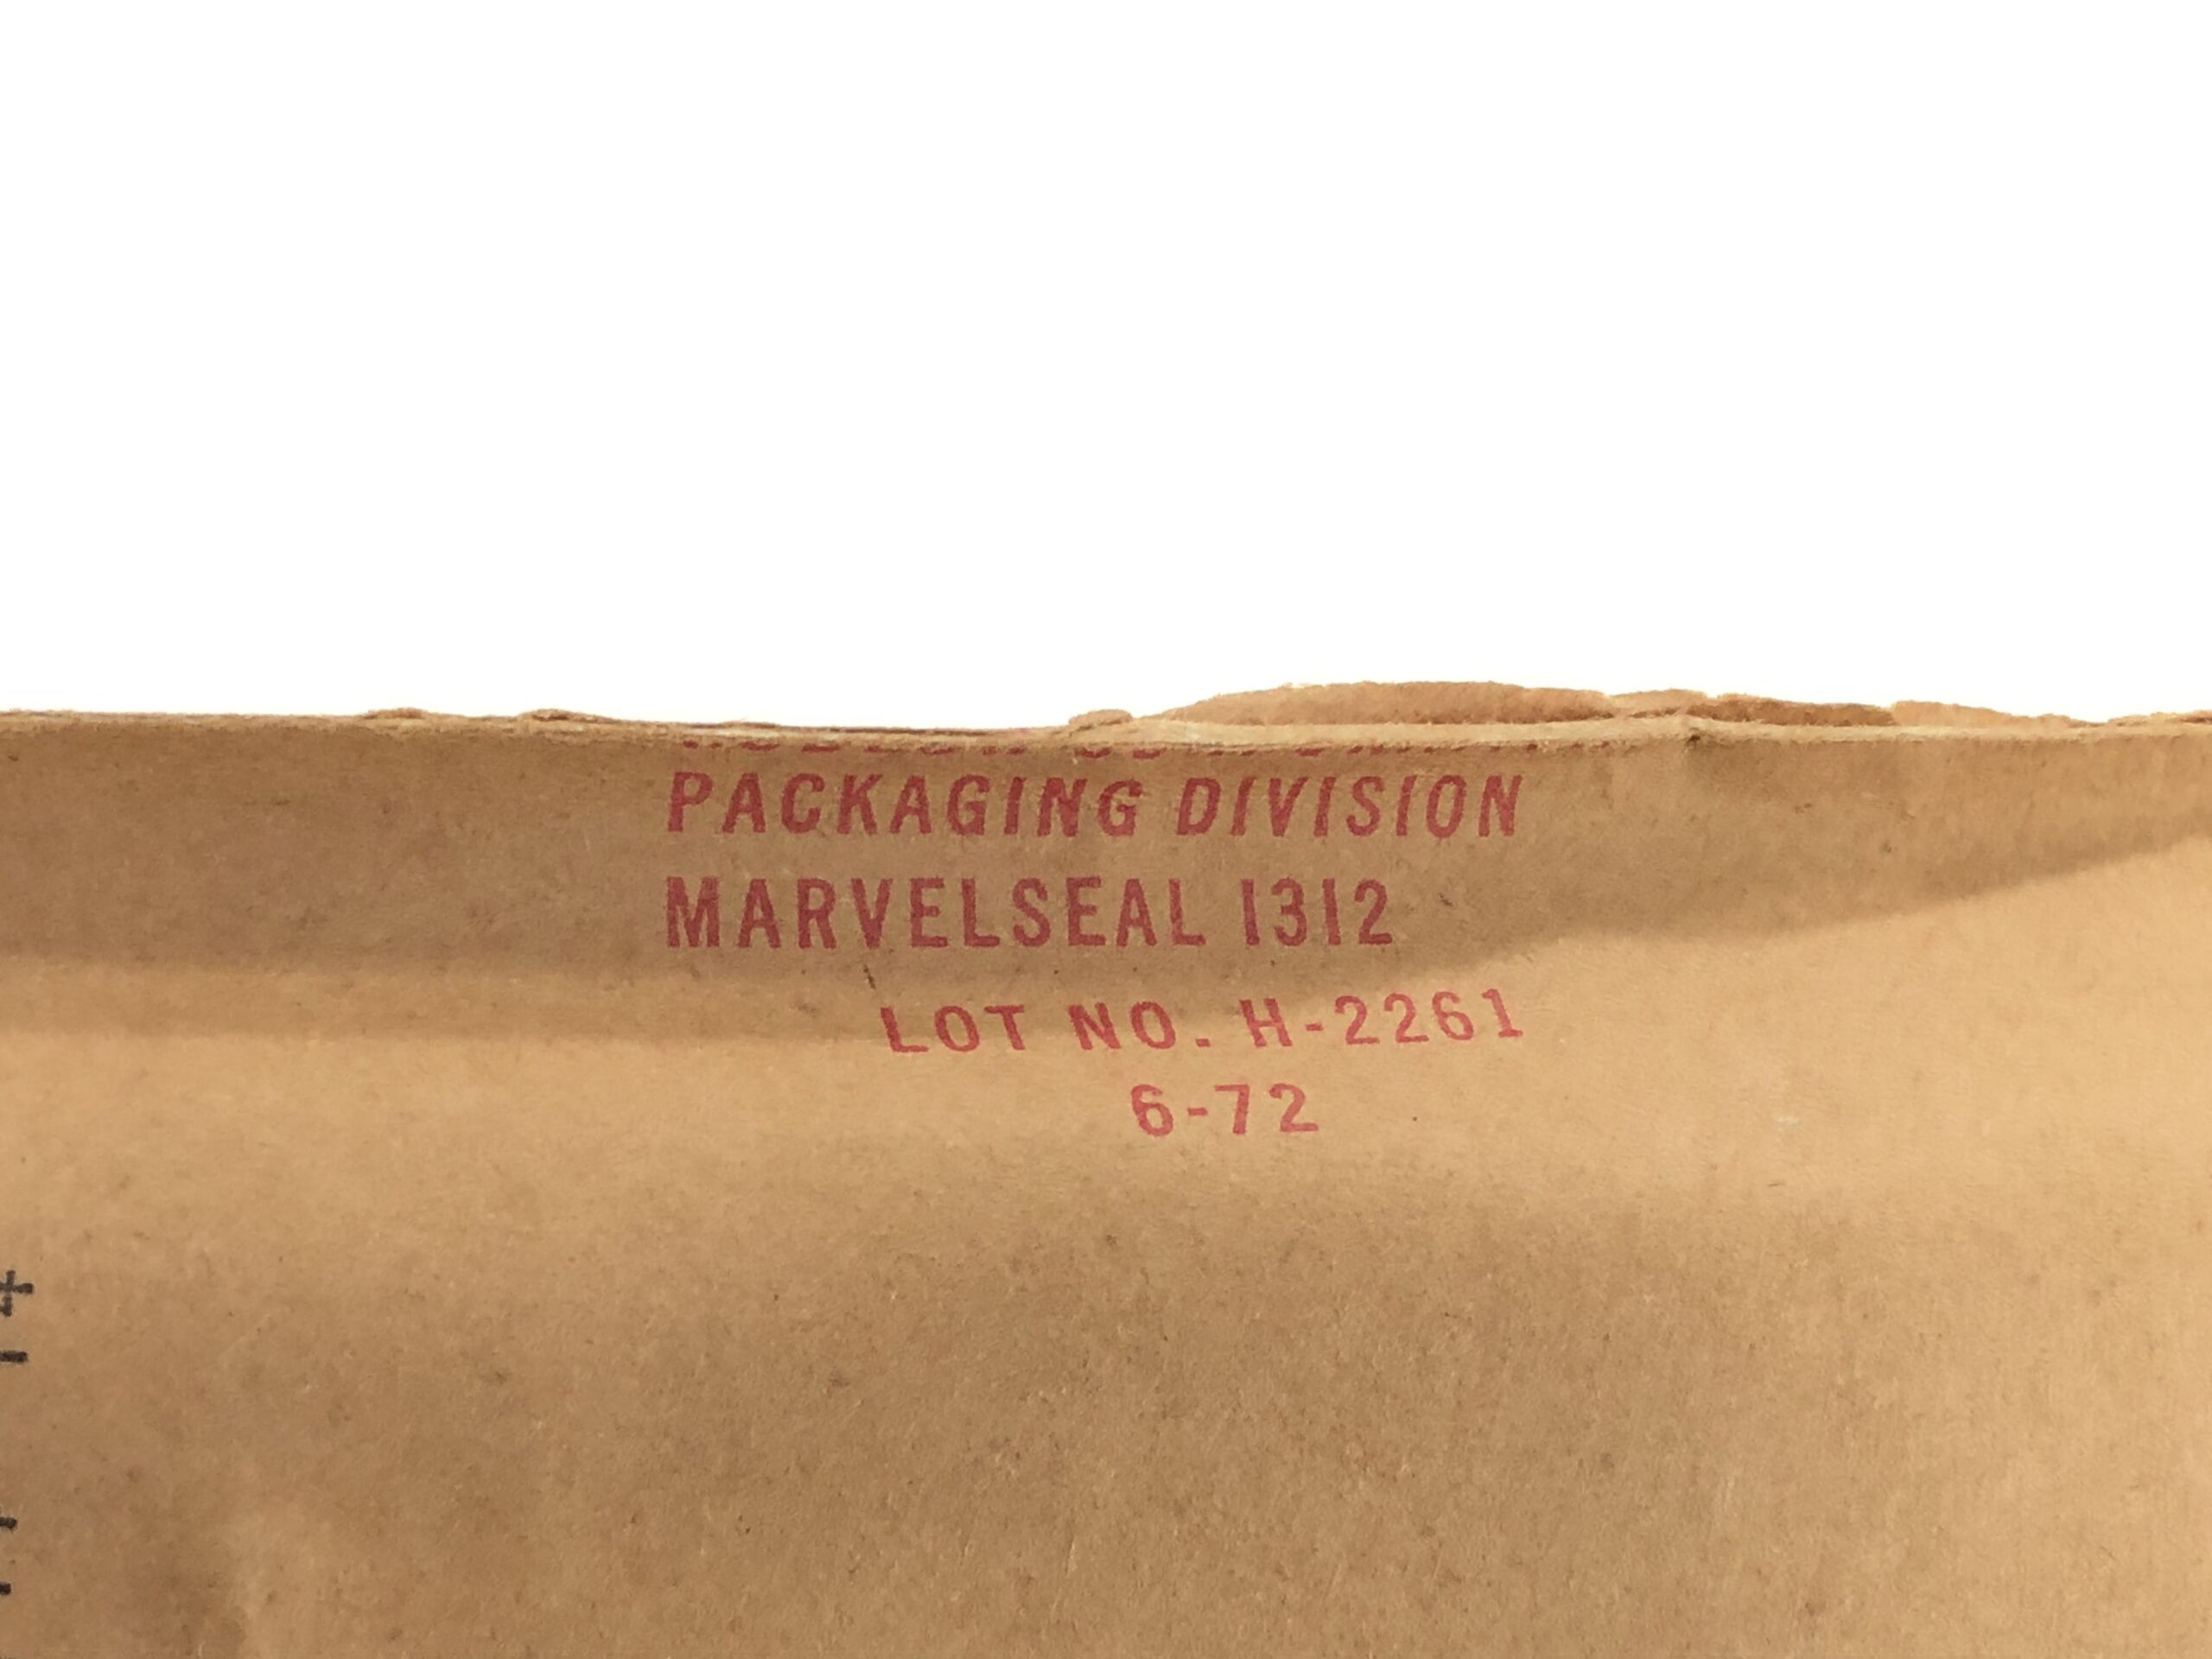 PACKAGING DIVISION
MARVELSEAL 1312
LOT NO. H-2261
6-72